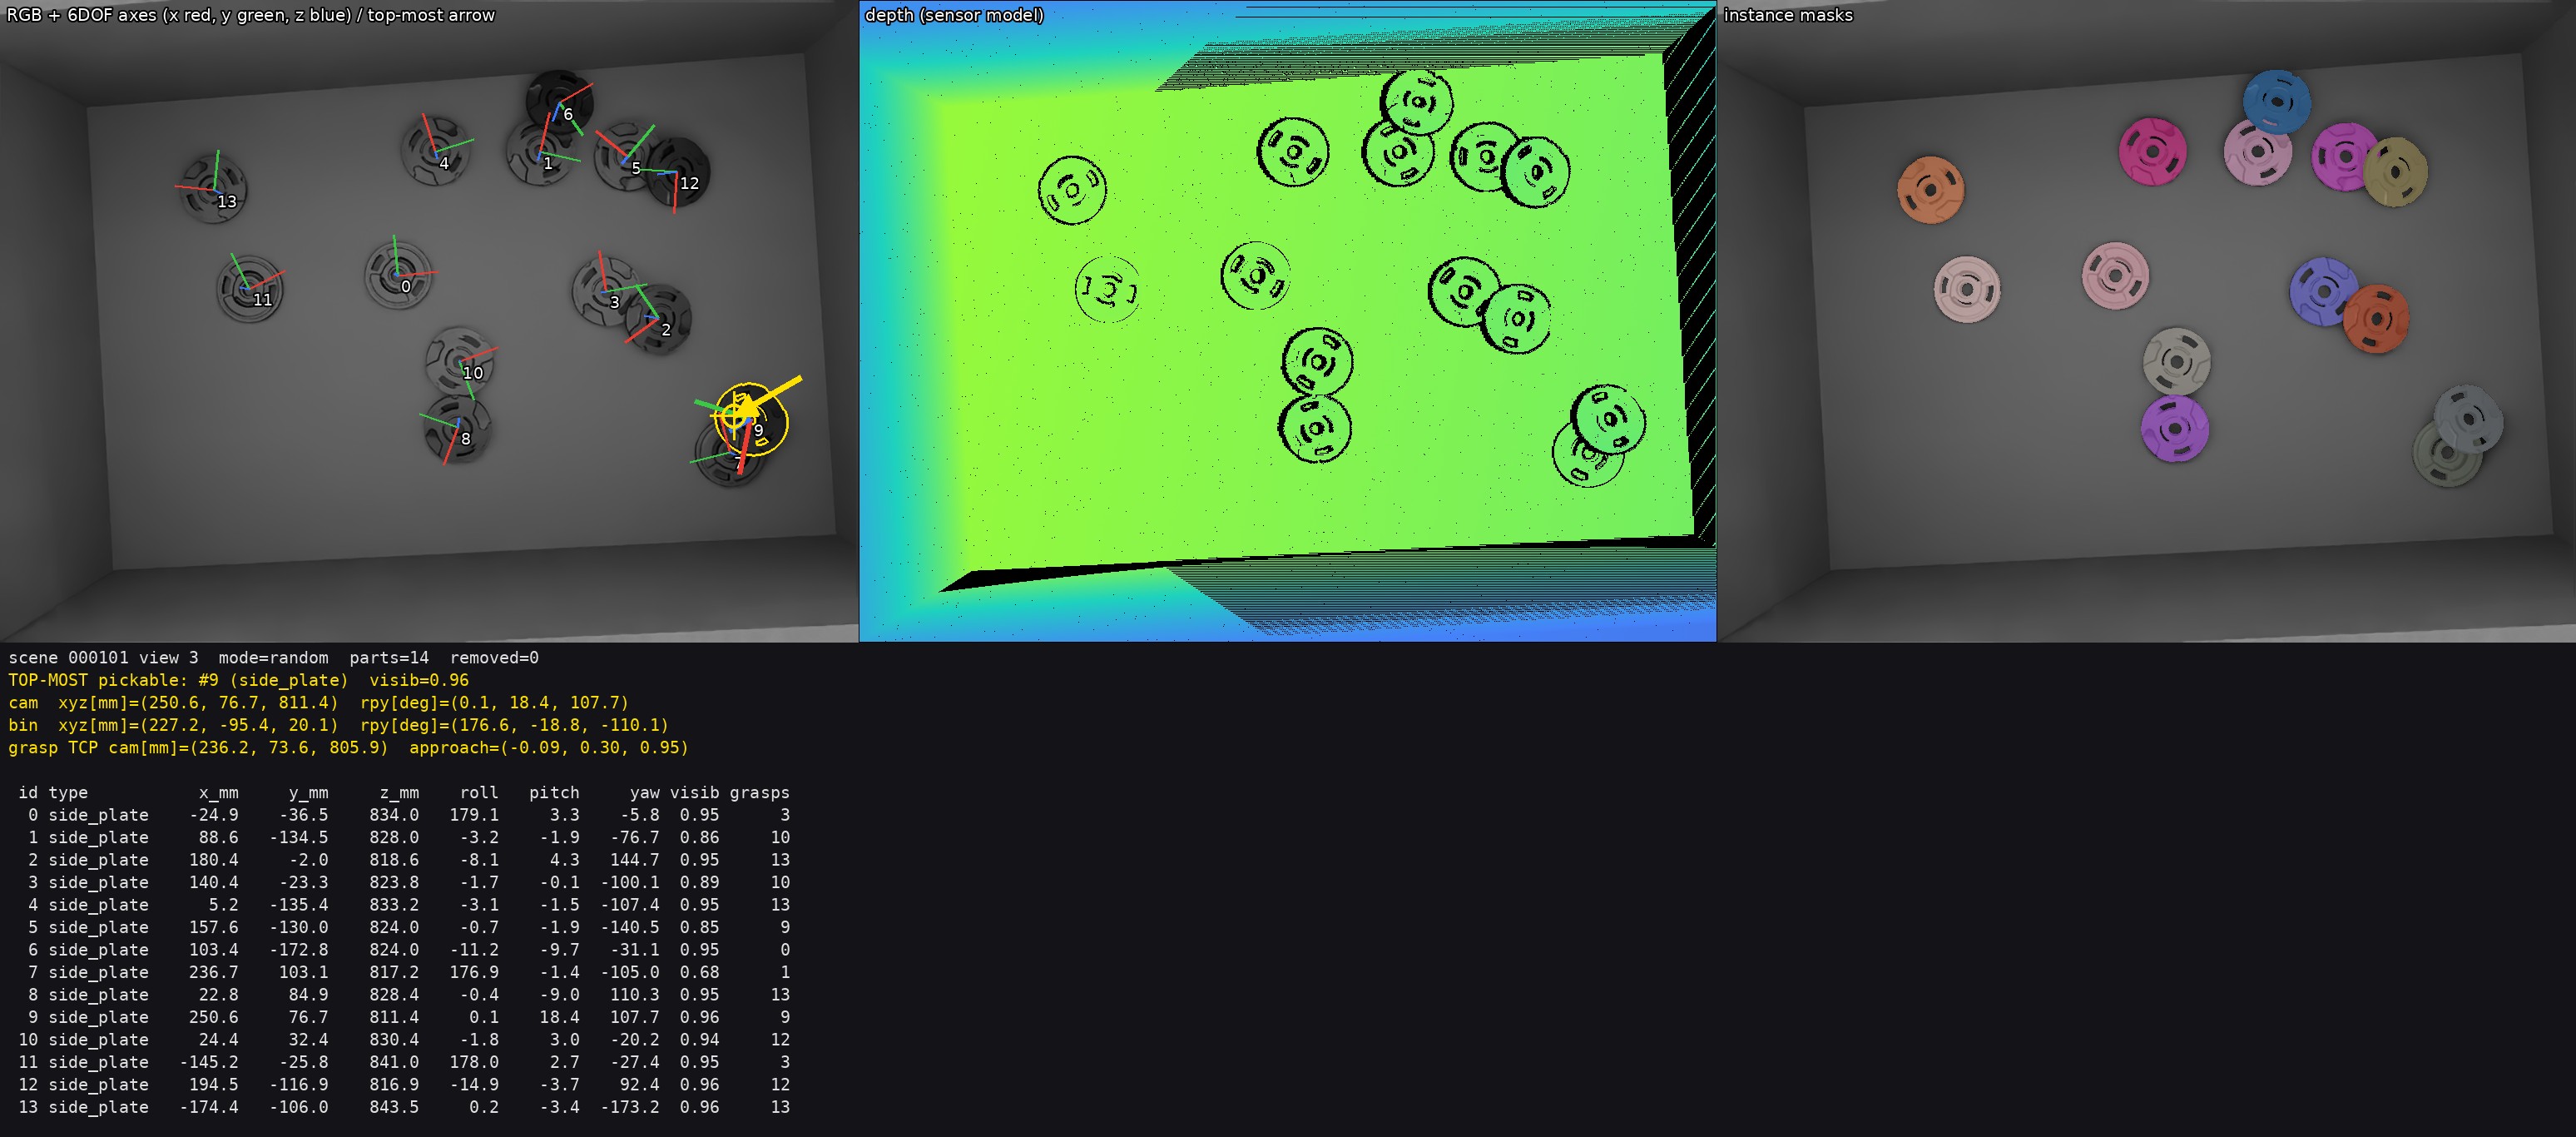 RGB + 6DOF axes (x red, y green, z blue) / top-most arrow
depth (sensor model)
instance masks
6
4
1
5
12
13
0
11
3
2
10
8
9
7
scene 000101 view 3 mode=random parts=14 removed=0
TOP-MOST pickable: #9 (side_plate) visib=0.96
cam xyz[mm]=(250.6, 76.7, 811.4) rpy[deg]=(0.1, 18.4, 107.7)
bin xyz[mm]=(227.2, -95.4, 20.1) rpy[deg]=(176.6, -18.8, -110.1)
grasp TCP cam[mm]=(236.2, 73.6, 805.9) approach=(-0.09, 0.30, 0.95)
id type x_mm y_mm z_mm roll pitch yaw visib grasps
0 side_plate -24.9 -36.5 834.0 179.1 3.3 -5.8 0.95 3
1 side_plate 88.6 -134.5 828.0 -3.2 -1.9 -76.7 0.86 10
2 side_plate 180.4 -2.0 818.6 -8.1 4.3 144.7 0.95 13
3 side_plate 140.4 -23.3 823.8 -1.7 -0.1 -100.1 0.89 10
4 side_plate 5.2 -135.4 833.2 -3.1 -1.5 -107.4 0.95 13
5 side_plate 157.6 -130.0 824.0 -0.7 -1.9 -140.5 0.85 9
6 side_plate 103.4 -172.8 824.0 -11.2 -9.7 -31.1 0.95 0
7 side_plate 236.7 103.1 817.2 176.9 -1.4 -105.0 0.68 1
8 side_plate 22.8 84.9 828.4 -0.4 -9.0 110.3 0.95 13
9 side_plate 250.6 76.7 811.4 0.1 18.4 107.7 0.96 9
10 side_plate 24.4 32.4 830.4 -1.8 3.0 -20.2 0.94 12
11 side_plate -145.2 -25.8 841.0 178.0 2.7 -27.4 0.95 3
12 side_plate 194.5 -116.9 816.9 -14.9 -3.7 92.4 0.96 12
13 side_plate -174.4 -106.0 843.5 0.2 -3.4 -173.2 0.96 13